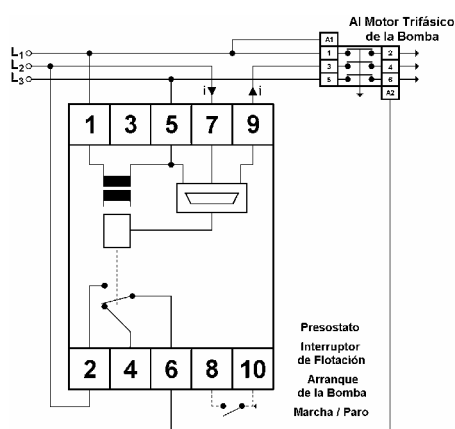 Al Motor Trifásico
de la Bomba
A1
L1
1 2
L2
3 4
L3
5 6
i i
A2
1 3 5 7 9
2 4 6 8 10
Presostato
Interruptor
de Flotación
Arranque
de la Bomba
Marcha / Paro